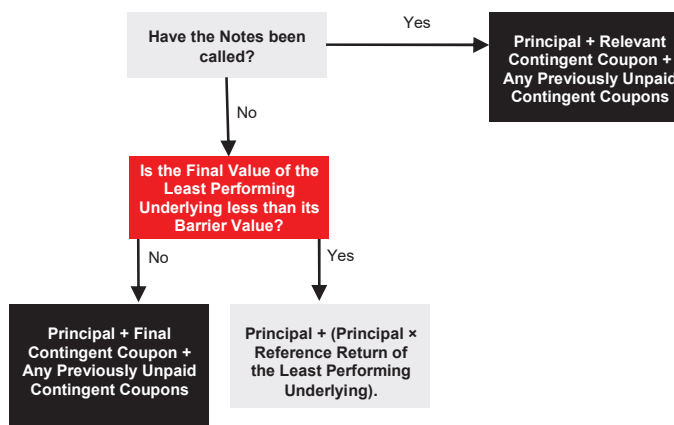 Have the Notes been
called?
Yes
Principal + Relevant
Contingent Coupon +
Any Previously Unpaid
Contingent Coupons
No
Is the Final Value of the
Least Performing
Underlying less than its
Barrier Value?
No
Yes
Principal + Final
Contingent Coupon +
Any Previously Unpaid
Contingent Coupons
Principal + (Principal ×
Reference Return of
the Least Performing
Underlying).